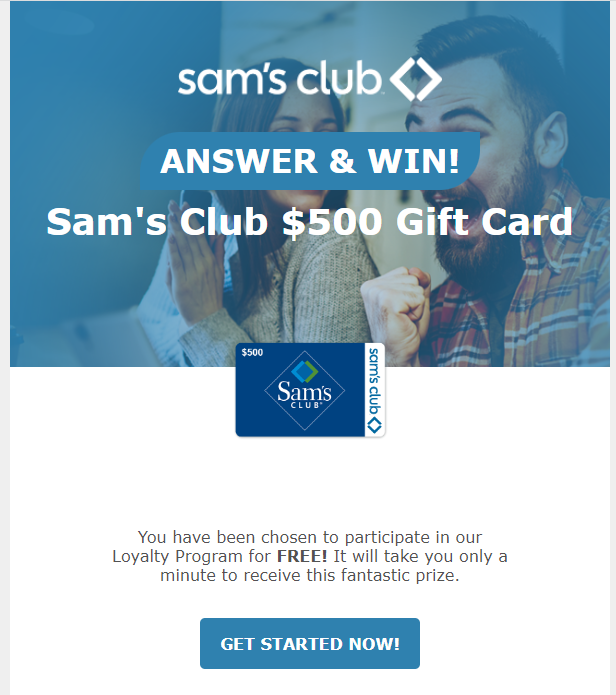 sam's club
ANSWER & WIN!
Sam's Club $500 Gift Card
$500
Sam's
CLUB
sam's club
You have been chosen to participate in our
Loyalty Program for FREE! It will take you only a
minute to receive this fantastic prize.
GET STARTED NOW!